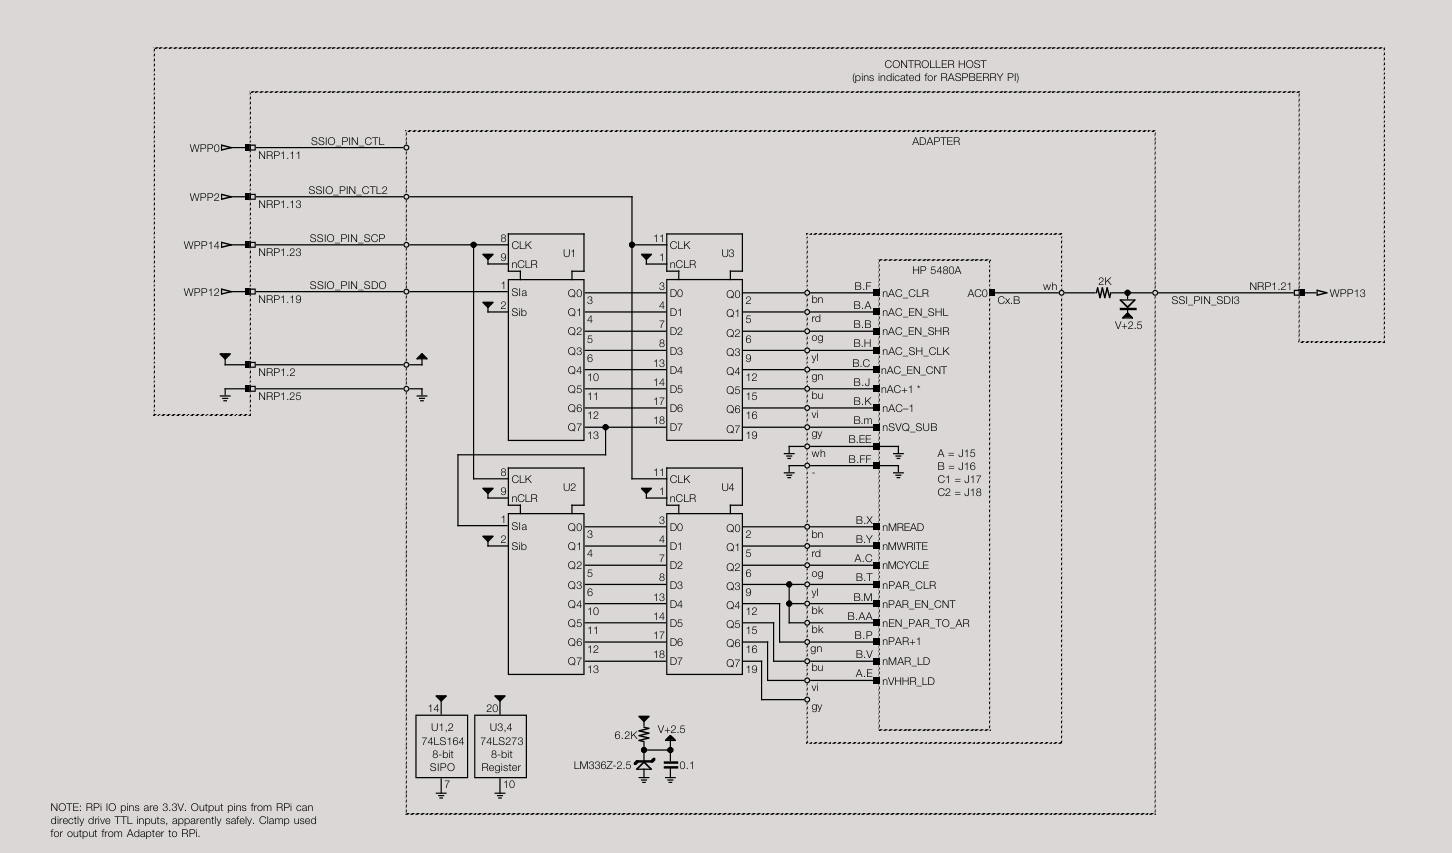 CONTROLLER HOST
(pins indicated for RASPBERRY PI)
ADAPTER
WPP0
NRP1.11
SSIO_PIN_CTL
WPP2
NRP1.13
SSIO_PIN_CTL2
WPP14
NRP1.23
SSIO_PIN_SCP
WPP12
NRP1.19
SSIO_PIN_SDO
NRP1.2
NRP1.25
U1
8 CLK
9 nCLR
1 SIa
2 Sib
Q0 3
Q1 4
Q2 5
Q3 6
Q4 10
Q5 11
Q6 12
Q7 13
U3
11 CLK
1 nCLR
3 D0 Q0 2
4 D1 Q1 5
7 D2 Q2 6
8 D3 Q3 9
13 D4 Q4 12
14 D5 Q5 15
17 D6 Q6 16
18 D7 Q7 19
HP 5480A
bn B.F nAC_CLR
rd B.A nAC_EN_SHL
og B.B nAC_EN_SHR
yl B.H nAC_SH_CLK
gn B.C nAC_EN_CNT
bu B.J nAC+1 *
vi B.K nAC–1
gy B.m nSVQ_SUB
wh B.EE
- B.FF
A = J15
B = J16
C1 = J17
C2 = J18
AC0 Cx.B wh
2K
V+2.5
SSI_PIN_SDI3
NRP1.21
WPP13
U2
8 CLK
9 nCLR
1 SIa
2 Sib
Q0 3
Q1 4
Q2 5
Q3 6
Q4 10
Q5 11
Q6 12
Q7 13
U4
11 CLK
1 nCLR
3 D0 Q0 2
4 D1 Q1 5
7 D2 Q2 6
8 D3 Q3 9
13 D4 Q4 12
14 D5 Q5 15
17 D6 Q6 16
18 D7 Q7 19
bn B.X nMREAD
rd B.Y nMWRITE
og A.C nMCYCLE
yl B.T nPAR_CLR
bk B.M nPAR_EN_CNT
bk B.AA nEN_PAR_TO_AR
gn B.P nPAR+1
bu B.V nMAR_LD
vi A.E nVHHR_LD
gy
14
U1,2
74LS164
8-bit
SIPO
7
20
U3,4
74LS273
8-bit
Register
10
6.2K
V+2.5
LM336Z-2.5
0.1
NOTE: RPi IO pins are 3.3V. Output pins from RPi can
directly drive TTL inputs, apparently safely. Clamp used
for output from Adapter to RPi.